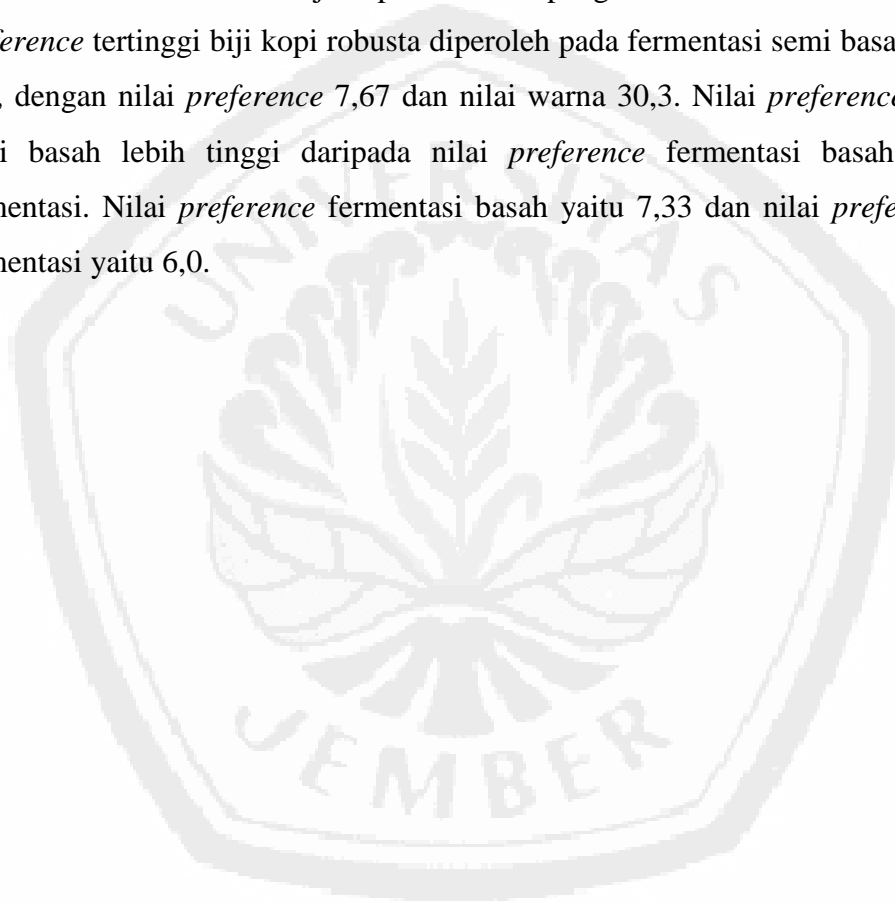 ference tertinggi biji kopi robusta diperoleh pada fermentasi semi basa
, dengan nilai preference 7,67 dan nilai warna 30,3. Nilai preference
i basah lebih tinggi daripada nilai preference fermentasi basah
mentasi. Nilai preference fermentasi basah yaitu 7,33 dan nilai prefe
mentasi yaitu 6,0.
UNIVERSITAS
JEMBER